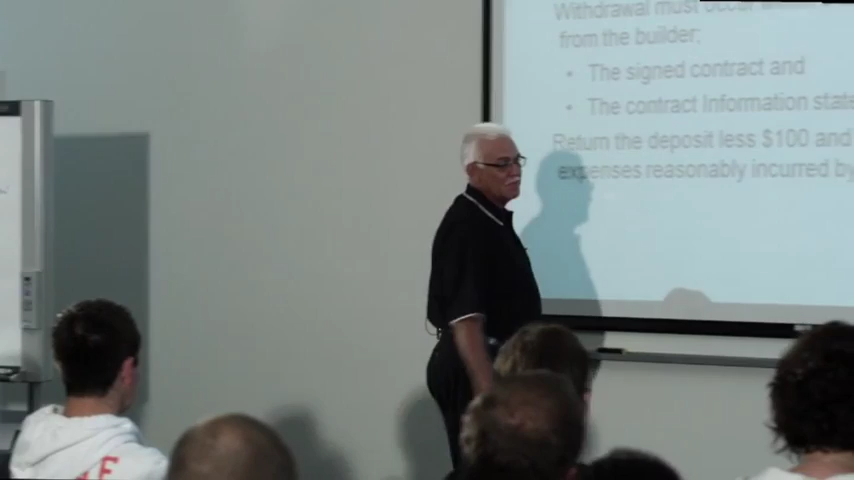 Withdrawal must occur
from the builder;
• The signed contract and
• The contract Information state
Return the deposit less $100 and
expenses reasonably incurred by